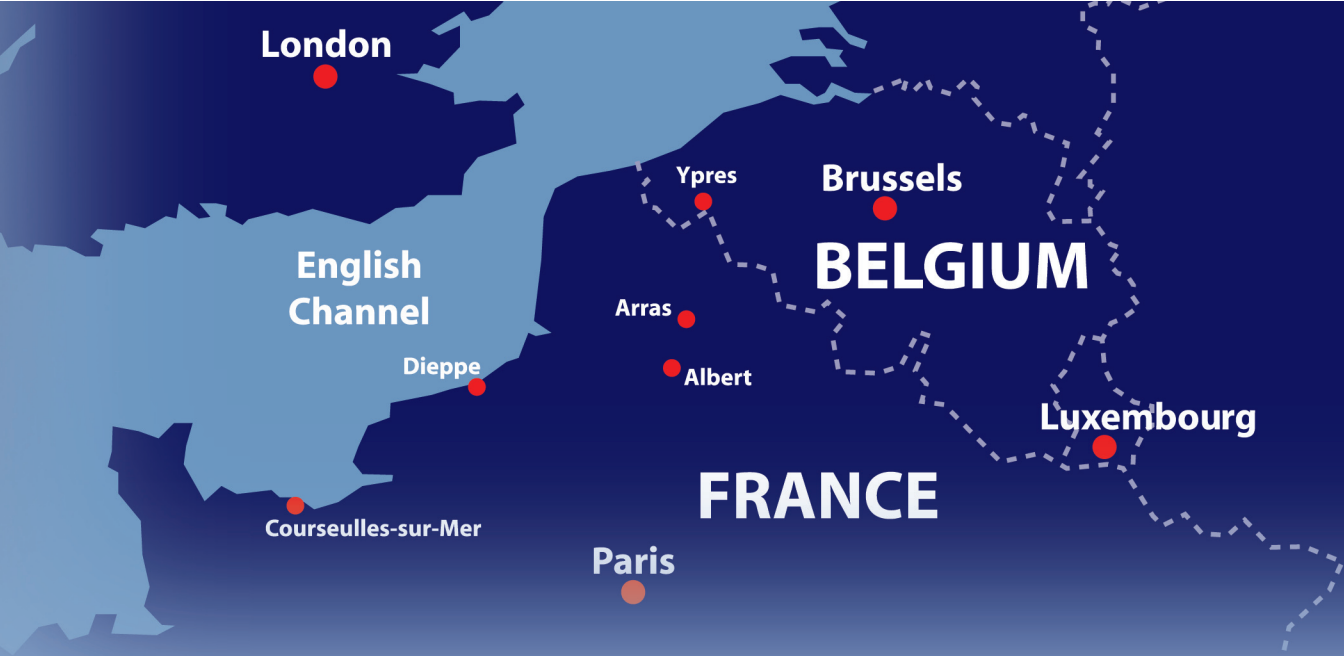 London
Ypres
Brussels
BELGIUM
English
Channel
Arras
Dieppe
Albert
Luxembourg
FRANCE
Courseulles-sur-Mer
Paris